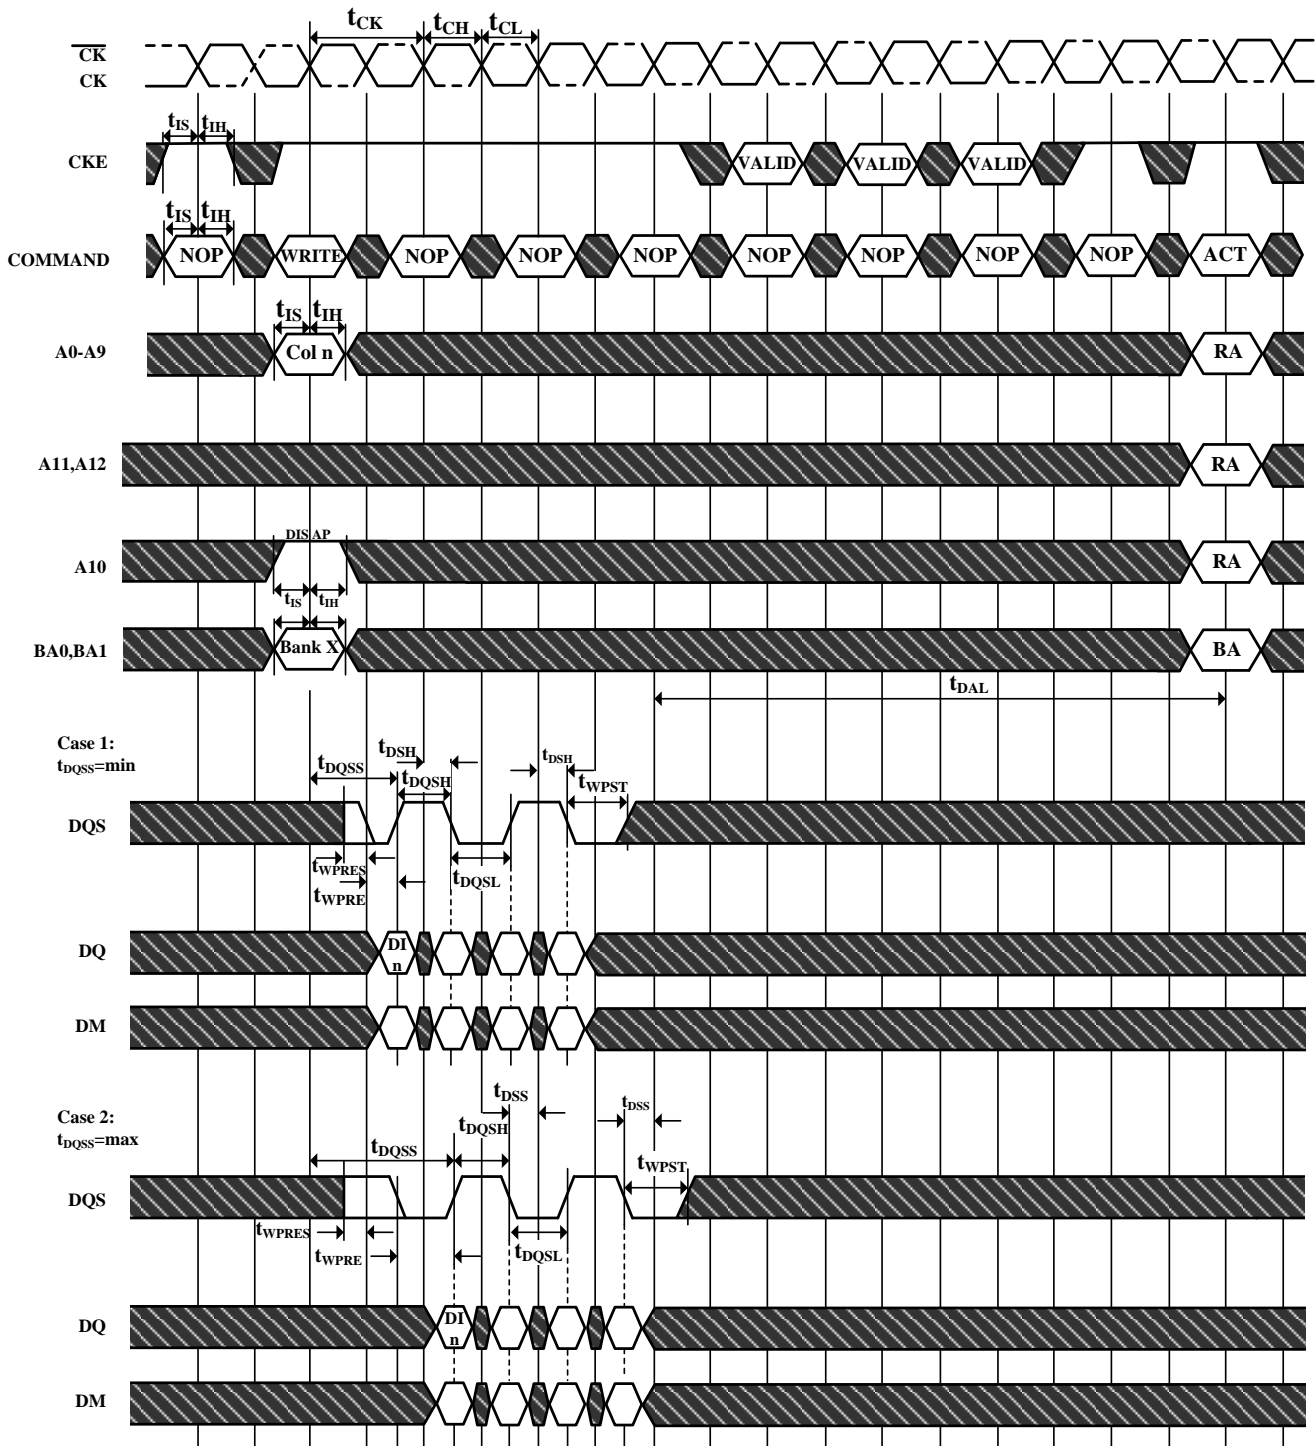 tCK tCH tCL
CK
CK
tIS tIH
CKE VALID VALID VALID
tIS tIH
COMMAND NOP WRITE NOP NOP NOP NOP NOP NOP NOP ACT
tIS tIH
A0-A9 Col n RA
A11,A12 RA
DIS AP
A10 RA
tIS tIH
BA0,BA1 Bank X BA
tDAL
Case 1:
tDQSS=min
tDSH tDSH
tDQSS tDQSH tWPST
DQS
tWPRES
tDQSL
tWPRE
DQ DI
n
DM
Case 2:
tDQSS=max
tDSS tDSS
tDQSH
tDQSS tWPST
DQS
tWPRES
tWPRE tDQSL
DQ DI
n
DM